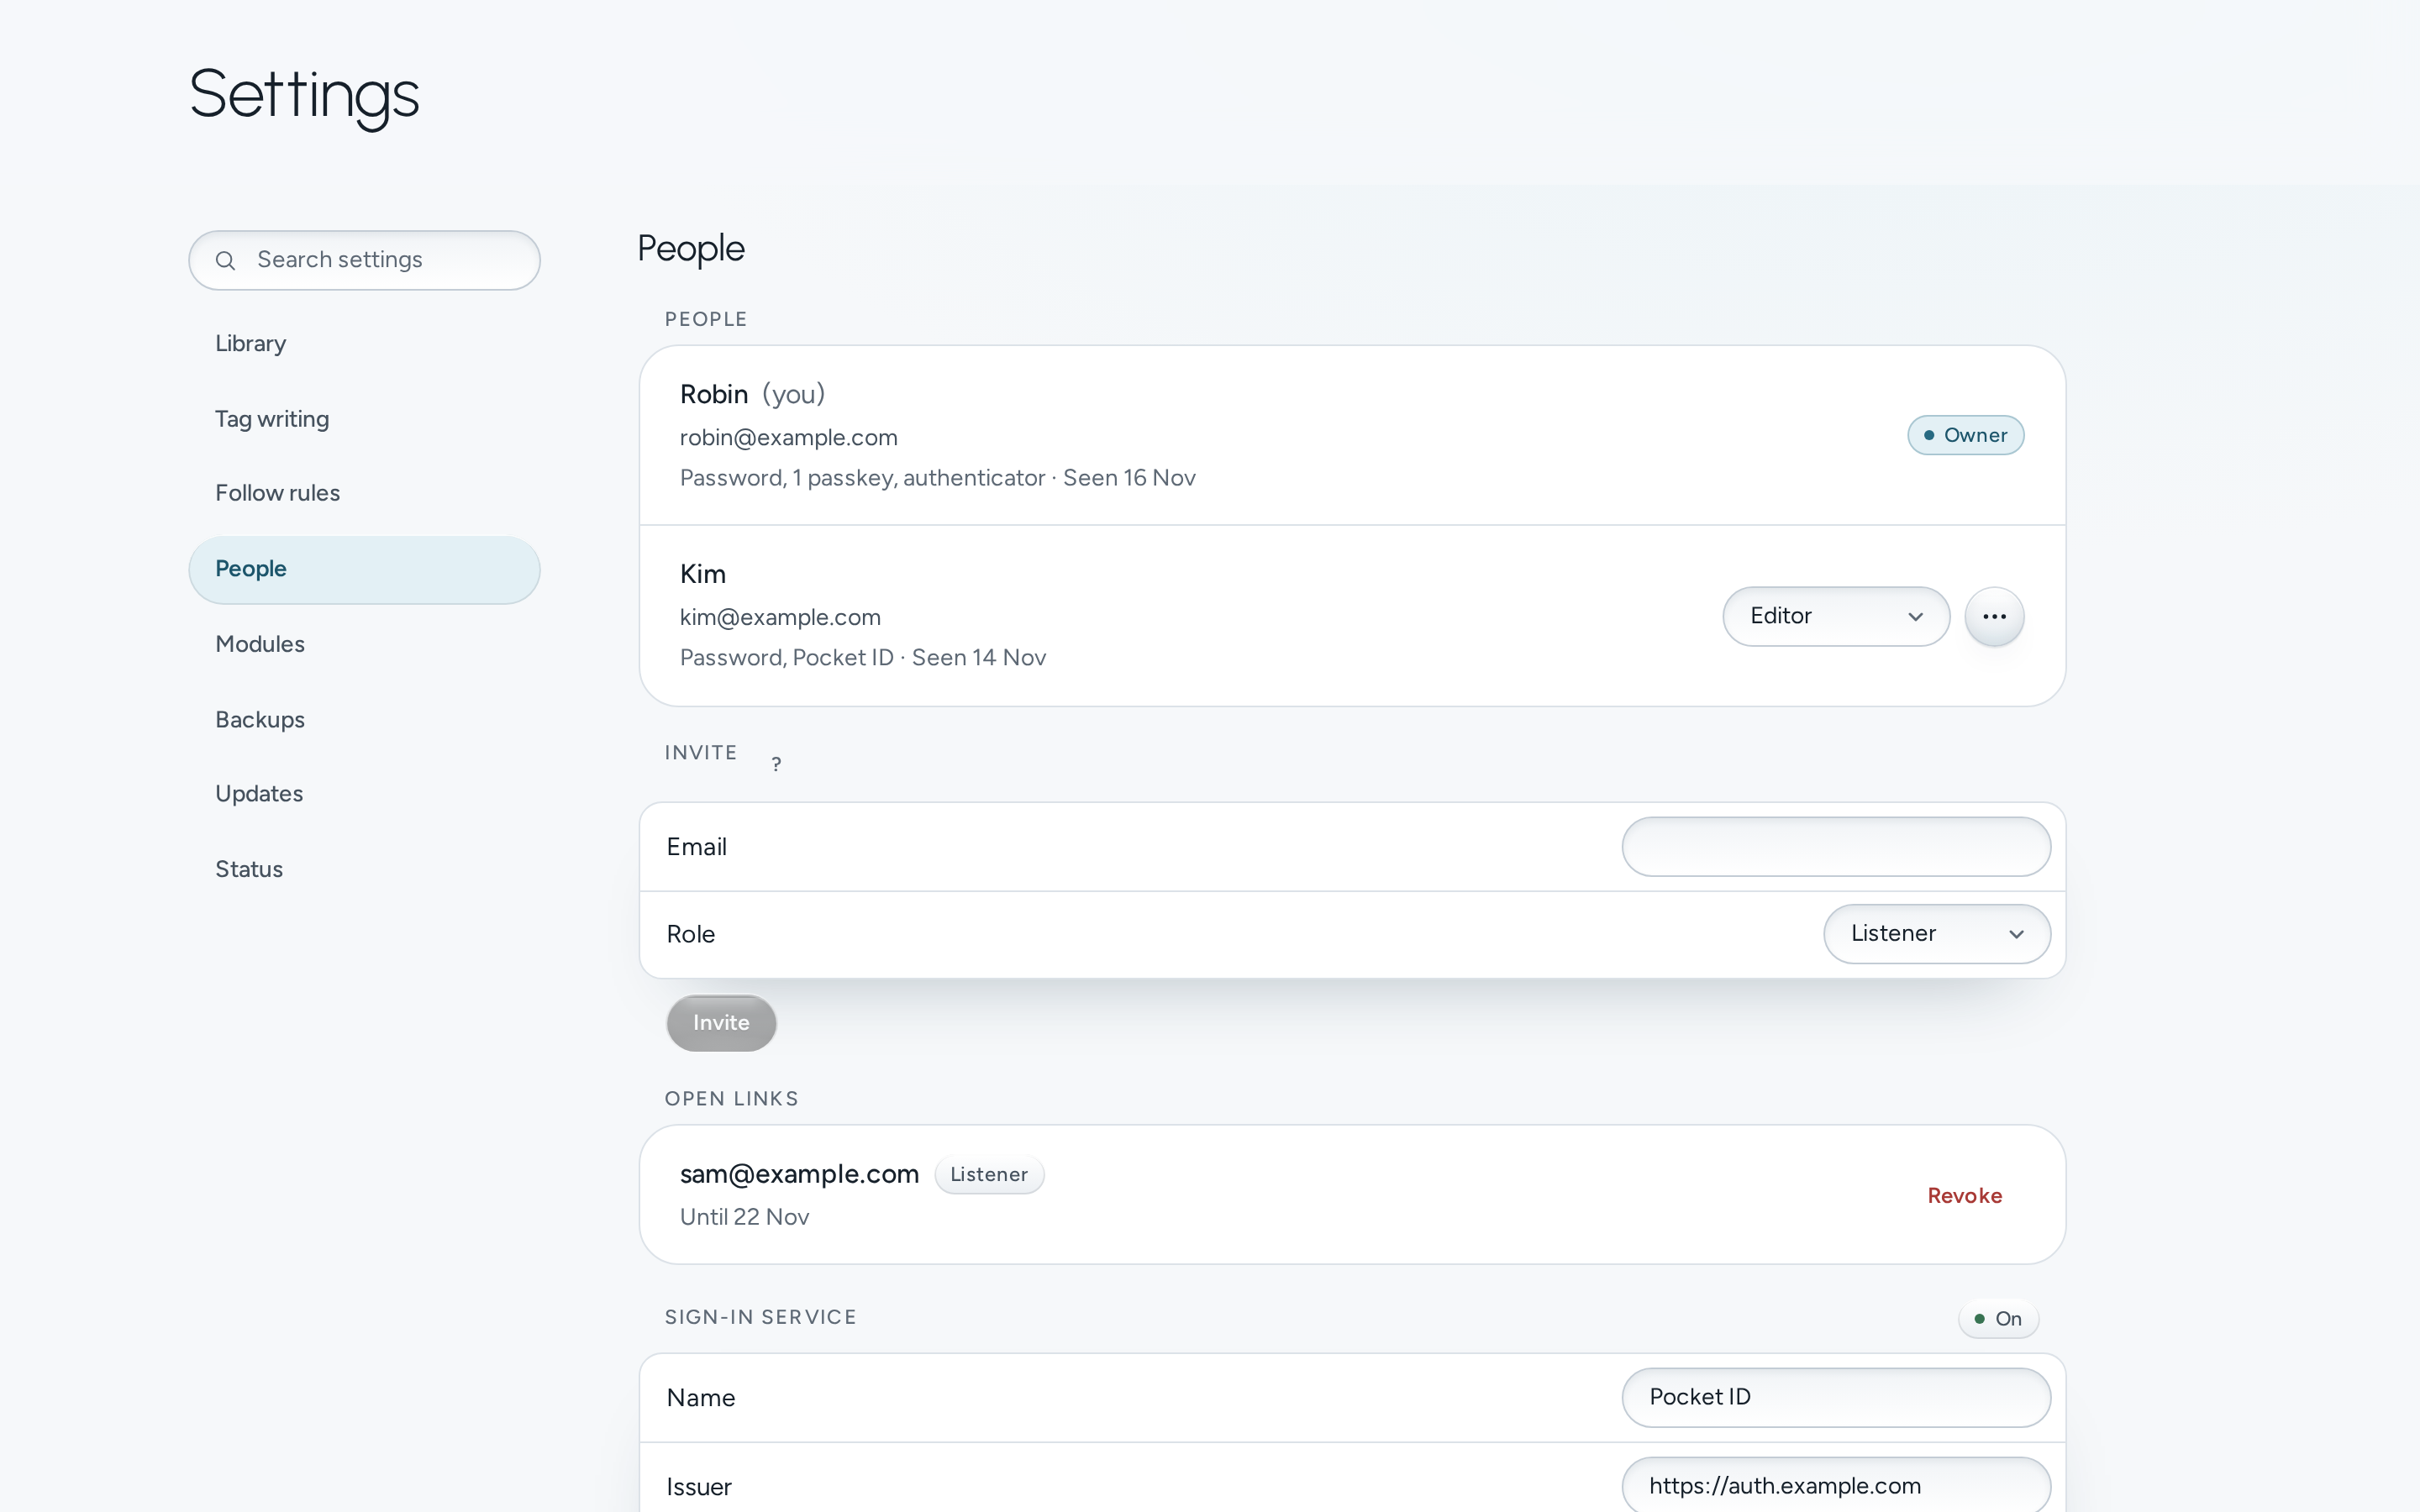 Settings
Search settings
Library
Tag writing
Follow rules
People
Modules
Backups
Updates
Status
People
PEOPLE
Robin (you)
robin@example.com
Password, 1 passkey, authenticator · Seen 16 Nov
Owner
Kim
kim@example.com
Password, Pocket ID · Seen 14 Nov
Editor
INVITE ?
Email
Role
Listener
Invite
OPEN LINKS
sam@example.com Listener
Until 22 Nov
Revoke
SIGN-IN SERVICE
On
Name
Pocket ID
Issuer
https://auth.example.com